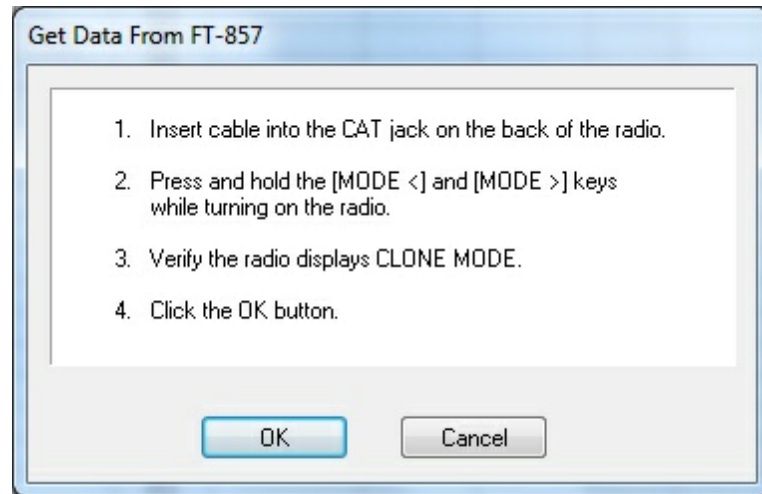 Get Data From FT-857
1. Insert cable into the CAT jack on the back of the radio.
2. Press and hold the [MODE <] and [MODE >] keys
while turning on the radio.
3. Verify the radio displays CLONE MODE.
4. Click the OK button.
OK Cancel